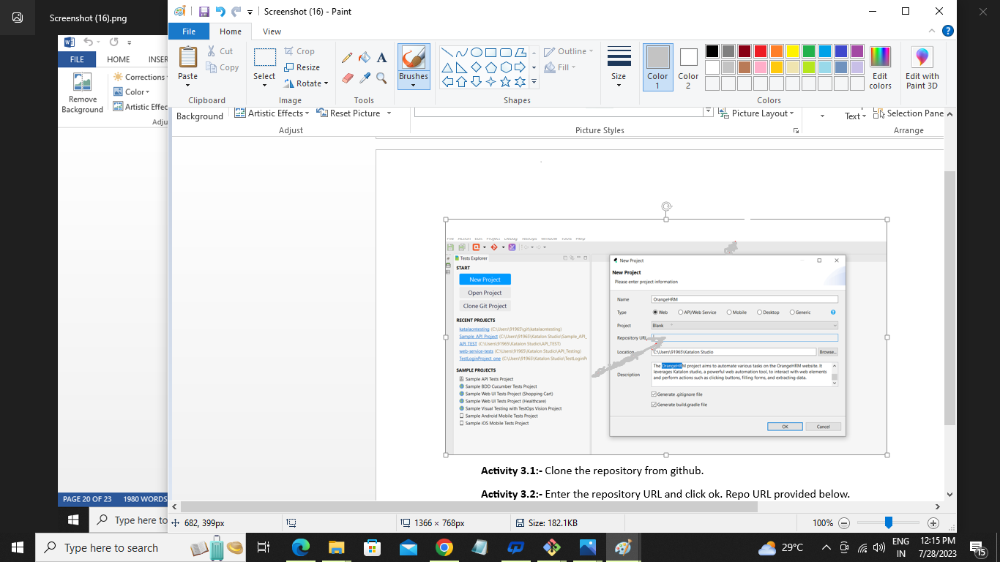 Screenshot (16).png
Screenshot (16) - Paint
File Home View
Paste
Cut
Copy
Clipboard
Select
Crop
Resize
Rotate
Image
Tools
Brushes
Shapes
Outline
Fill
Size
Color 1
Color 2
Colors
Edit colors
Edit with Paint 3D
FILE HOME INSER
Remove Background
Corrections
Color
Artistic Effec
Adju
Background
Artistic Effects
Reset Picture
Adjust
Picture Styles
Picture Layout
Text
Selection Pane
Arrange
File Action Edit Project Debug TestOps Window Tools Help
Tests Explorer
START
New Project
Open Project
Clone Git Project
RECENT PROJECTS
katalaontesting (C:\Users\91965\git\katalaontesting)
Sample_API_Project (C:\Users\91965\Katalon Studio\Sample_API_
API_TEST (C:\Users\91965\Katalon Studio\API_TEST)
web-service-tests (C:\Users\91965\Katalon Studio\API_Testing)
TestLoginProject_one (C:\Users\91965\Katalon Studio\TestLoginPr
SAMPLE PROJECTS
Sample API Tests Project
Sample BDD Cucumber Tests Project
Sample Web UI Tests Project (Shopping Cart)
Sample Web UI Tests Project (Healthcare)
Sample Visual Testing with TestOps Vision Project
Sample Android Mobile Tests Project
Sample iOS Mobile Tests Project
New Project
New Project
Please enter project information
Name OrangeHRM
Type Web API/Web Service Mobile Desktop Generic
Project Blank
Repository URL
Location C:\Users\91965\Katalon Studio Browse...
Description
The OrangeHRM project aims to automate various tasks on the OrangeHRM website. It
leverages Katalon studio, a powerful web automation tool, to interact with web elements
and perform actions such as clicking buttons, filling forms, and extracting data.
Generate .gitignore file
Generate build.gradle file
OK Cancel
Activity 3.1:- Clone the repository from github.
Activity 3.2:- Enter the repository URL and click ok. Repo URL provided below.
PAGE 20 OF 23 1980 WORDS
Type here to
682, 399px
1366 × 768px
Size: 182.1KB
100%
Type here to search
29°C
ENG
IN
12:15 PM
7/28/2023
15